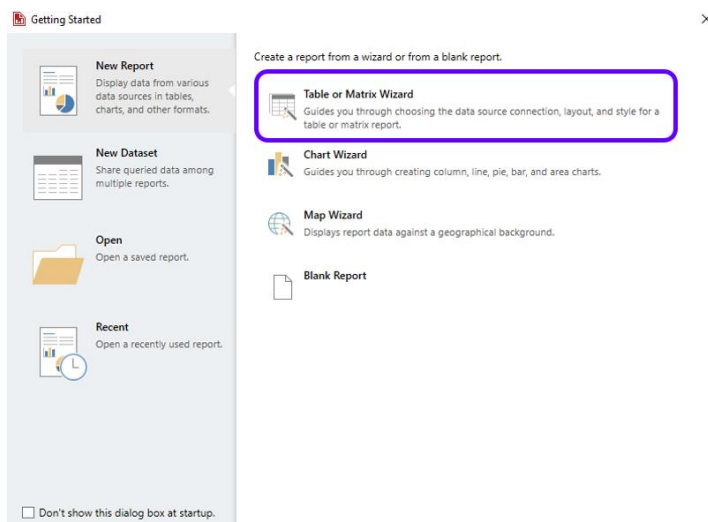 Getting Started
New Report
Display data from various
data sources in tables,
charts, and other formats.
New Dataset
Share queried data among
multiple reports.
Open
Open a saved report.
Recent
Open a recently used report.
Don't show this dialog box at startup.
Create a report from a wizard or from a blank report.
Table or Matrix Wizard
Guides you through choosing the data source connection, layout, and style for a
table or matrix report.
Chart Wizard
Guides you through creating column, line, pie, bar, and area charts.
Map Wizard
Displays report data against a geographical background.
Blank Report